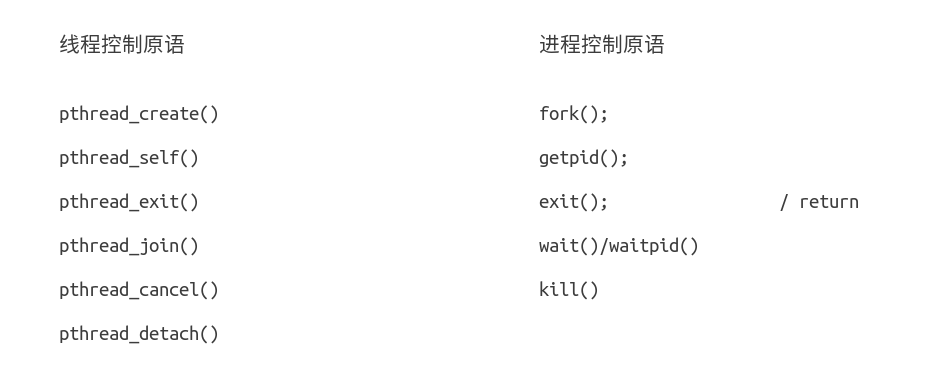 线程控制原语 进程控制原语
pthread_create() fork();
pthread_self() getpid();
pthread_exit() exit(); / return
pthread_join() wait()/waitpid()
pthread_cancel() kill()
pthread_detach()